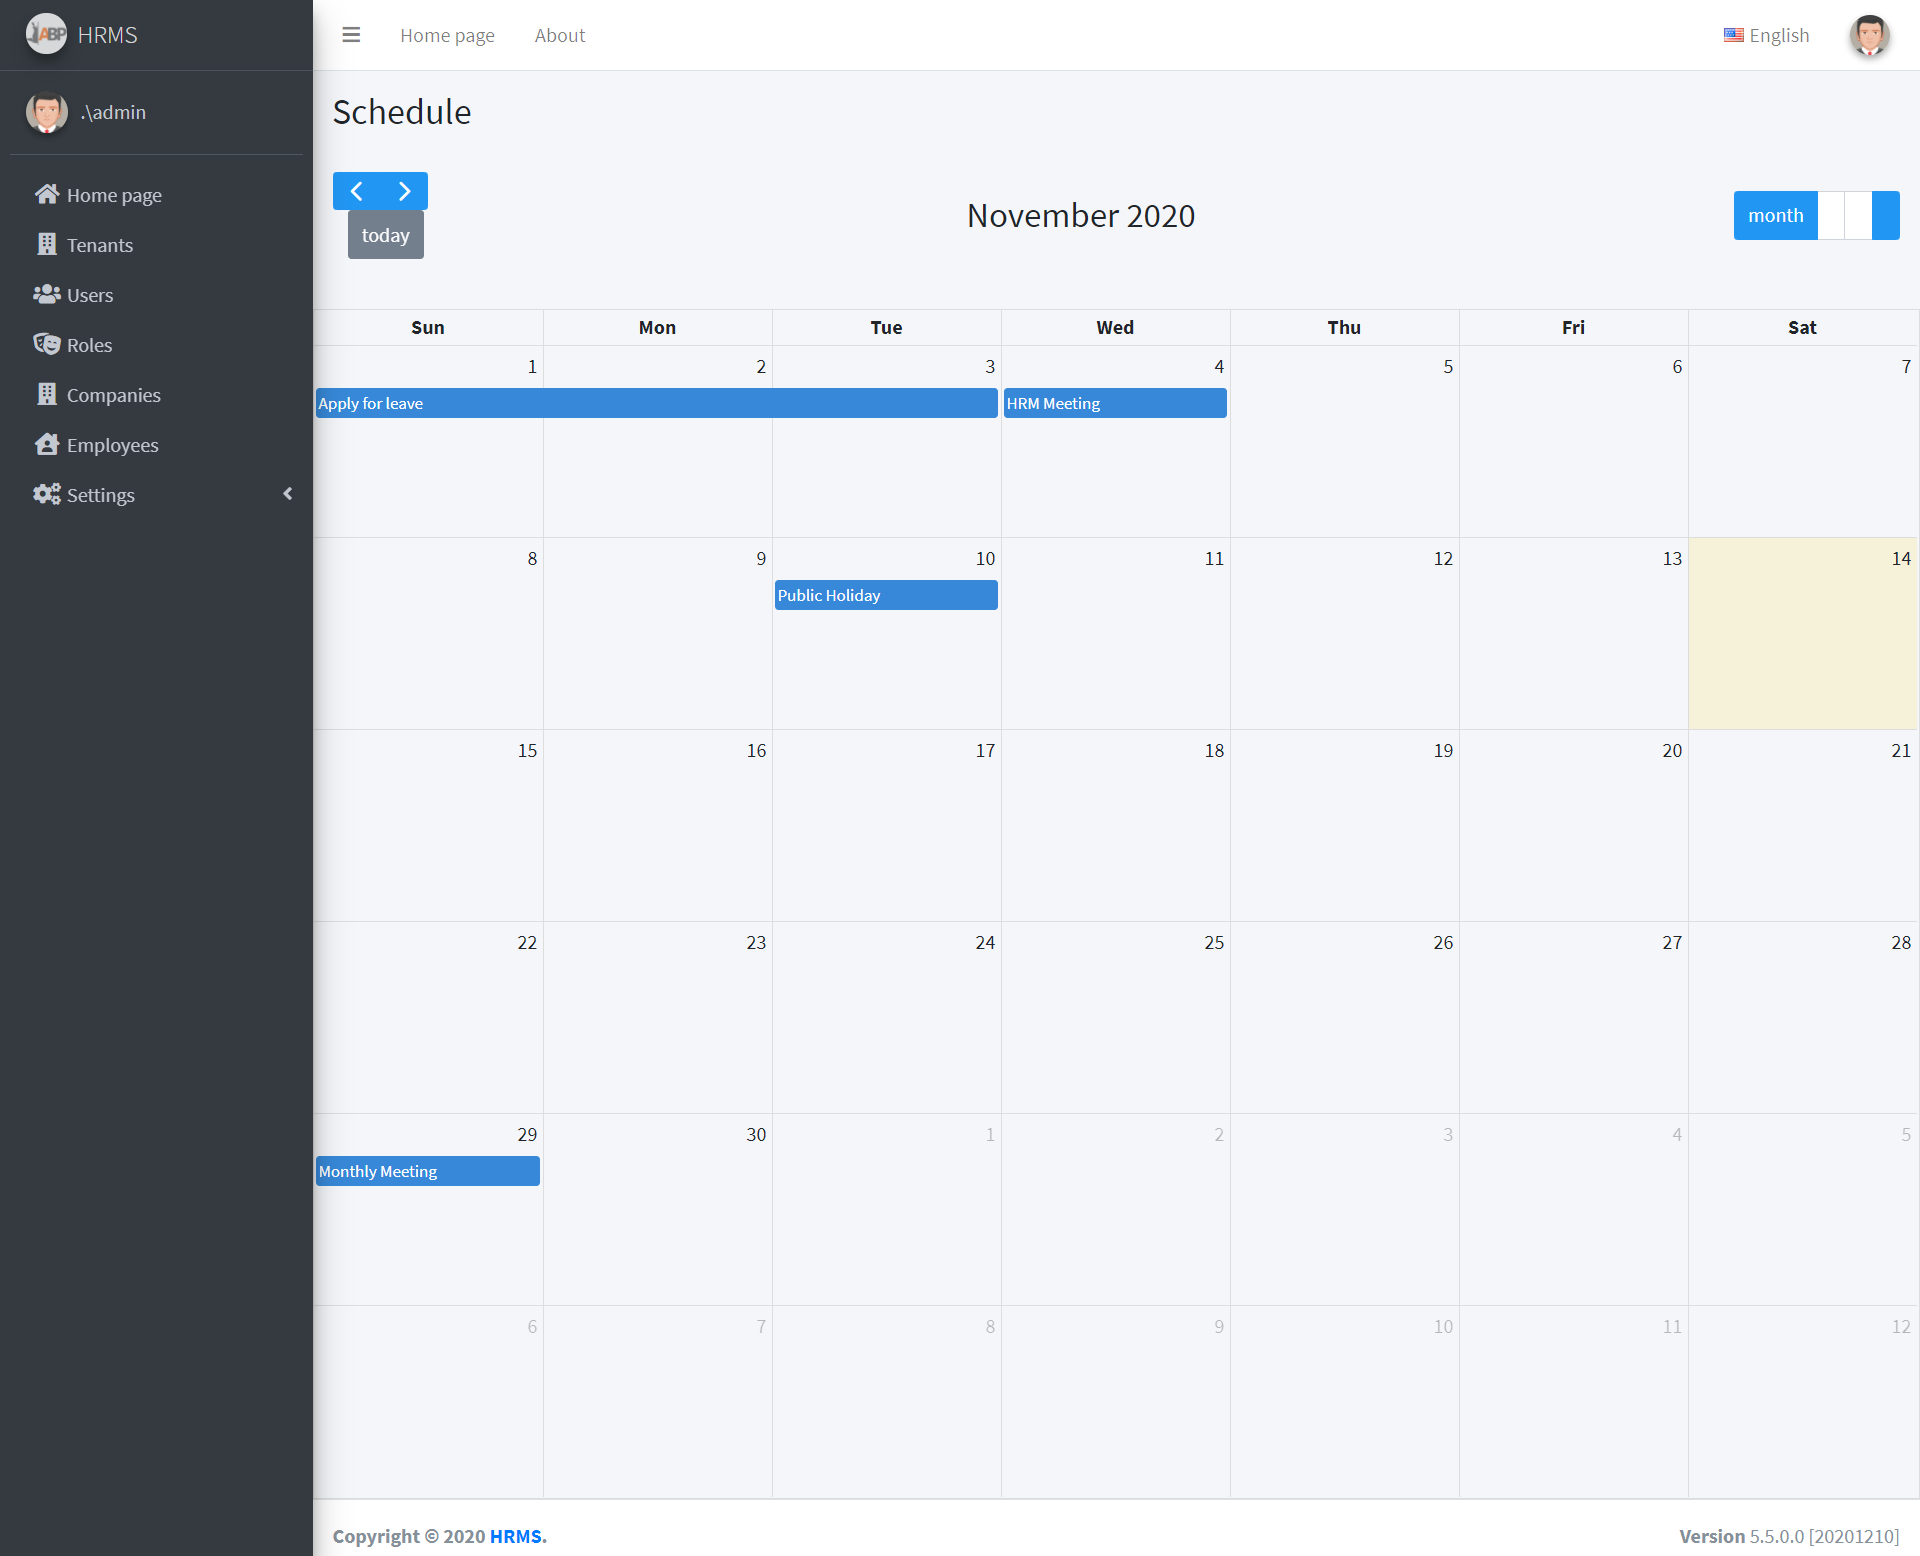 ABP HRMS
.\admin
Home page
Tenants
Users
Roles
Companies
Employees
Settings
Home page About English
Schedule
today
November 2020
month
Sun Mon Tue Wed Thu Fri Sat
1 2 3 4 5 6 7
Apply for leave HRM Meeting
8 9 10 11 12 13 14
Public Holiday
15 16 17 18 19 20 21
22 23 24 25 26 27 28
29 30 1 2 3 4 5
Monthly Meeting
6 7 8 9 10 11 12
Copyright © 2020 HRMS. Version 5.5.0.0 [20201210]